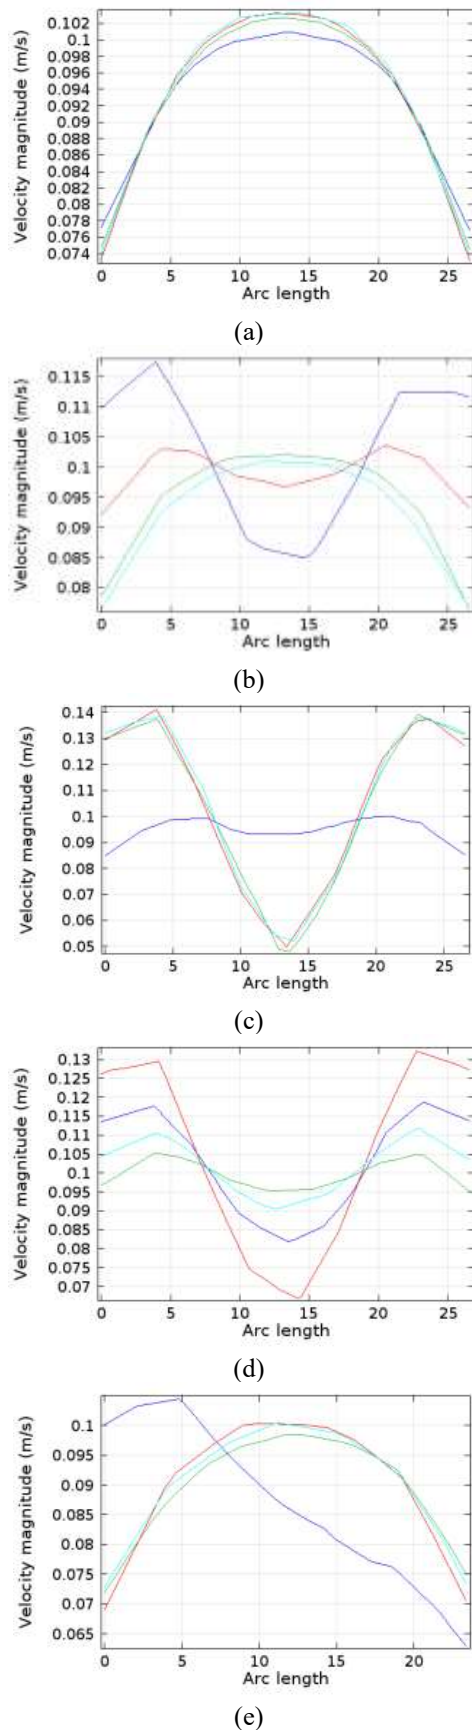 Velocity magnitude (m/s)
0.102
0.1
0.098
0.096
0.094
0.092
0.09
0.088
0.086
0.084
0.082
0.08
0.078
0.076
0.074
0 5 10 15 20 25
Arc length
(a)
Velocity magnitude (m/s)
0.115
0.11
0.105
0.1
0.095
0.09
0.085
0.08
0 5 10 15 20 25
Arc length
(b)
Velocity magnitude (m/s)
0.14
0.13
0.12
0.11
0.1
0.09
0.08
0.07
0.06
0.05
0 5 10 15 20 25
Arc length
(c)
Velocity magnitude (m/s)
0.13
0.125
0.12
0.115
0.11
0.105
0.1
0.095
0.09
0.085
0.08
0.075
0.07
0 5 10 15 20 25
Arc length
(d)
Velocity magnitude (m/s)
0.1
0.095
0.09
0.085
0.08
0.075
0.07
0.065
0 5 10 15 20
Arc length
(e)